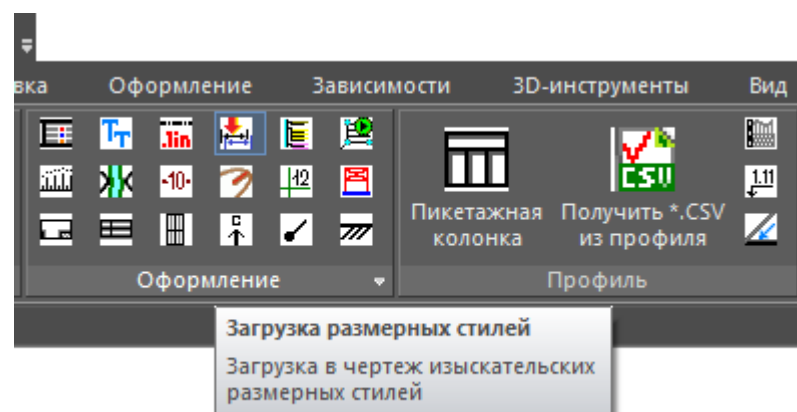 вка Оформление Зависимости 3D-инструменты Вид
.lin
-10- 12 1.11
CSV
С
Пикетажная колонка
Получить *.CSV из профиля
Оформление Профиль
Загрузка размерных стилей
Загрузка в чертеж изыскательских
размерных стилей